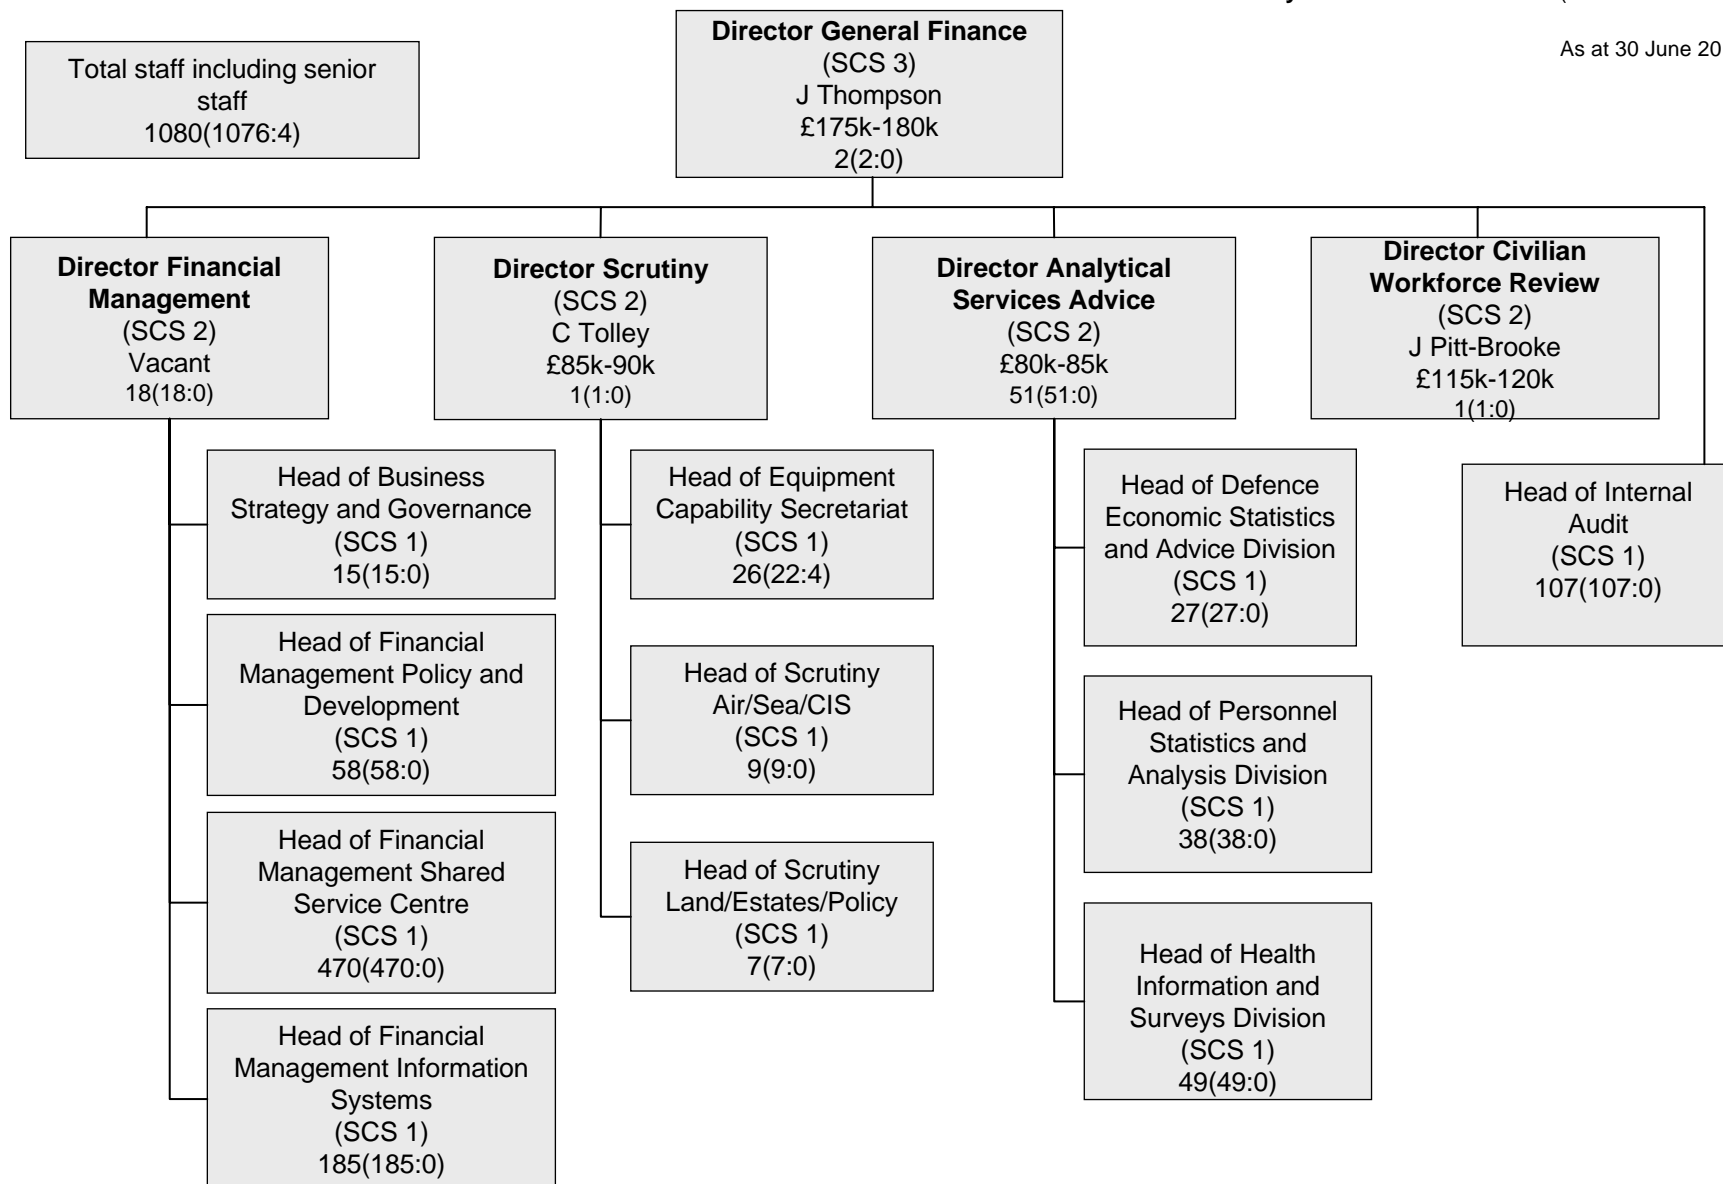 As at 30 June 20
Total staff including senior
staff
1080(1076:4)
Director General Finance
(SCS 3)
J Thompson
£175k-180k
2(2:0)
Director Financial
Management
(SCS 2)
Vacant
18(18:0)
Director Scrutiny
(SCS 2)
C Tolley
£85k-90k
1(1:0)
Director Analytical
Services Advice
(SCS 2)
£80k-85k
51(51:0)
Director Civilian
Workforce Review
(SCS 2)
J Pitt-Brooke
£115k-120k
1(1:0)
Head of Business
Strategy and Governance
(SCS 1)
15(15:0)
Head of Financial
Management Policy and
Development
(SCS 1)
58(58:0)
Head of Financial
Management Shared
Service Centre
(SCS 1)
470(470:0)
Head of Financial
Management Information
Systems
(SCS 1)
185(185:0)
Head of Equipment
Capability Secretariat
(SCS 1)
26(22:4)
Head of Scrutiny
Air/Sea/CIS
(SCS 1)
9(9:0)
Head of Scrutiny
Land/Estates/Policy
(SCS 1)
7(7:0)
Head of Defence
Economic Statistics
and Advice Division
(SCS 1)
27(27:0)
Head of Personnel
Statistics and
Analysis Division
(SCS 1)
38(38:0)
Head of Health
Information and
Surveys Division
(SCS 1)
49(49:0)
Head of Internal
Audit
(SCS 1)
107(107:0)